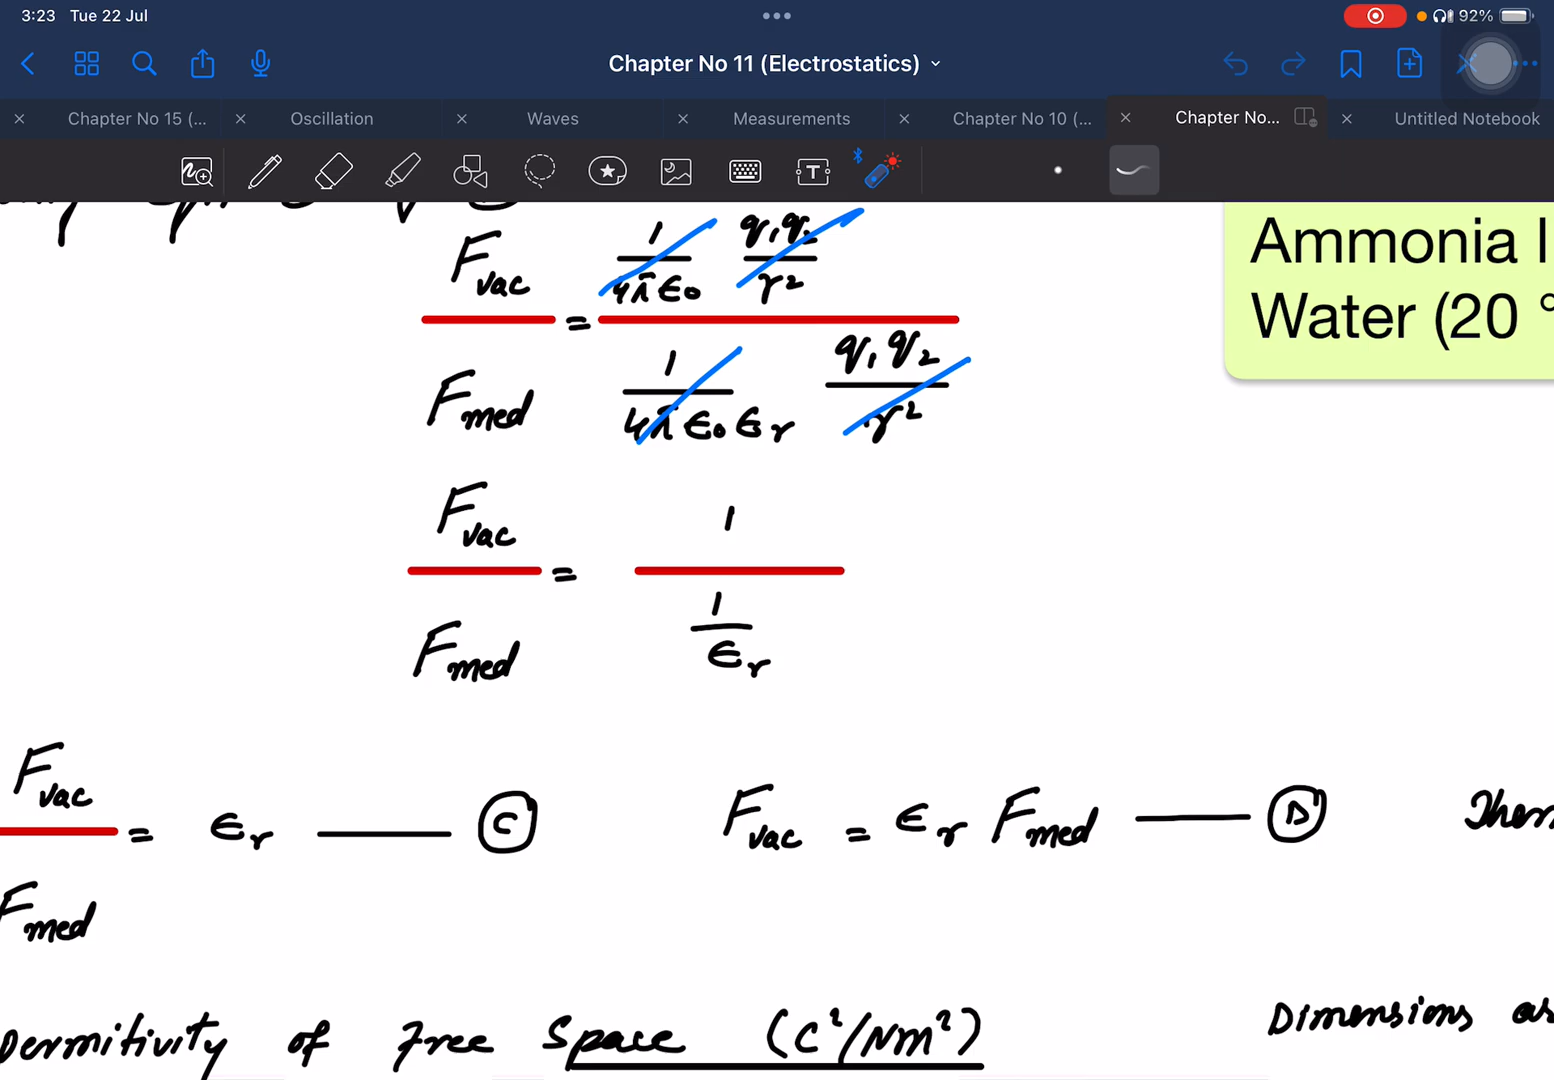 3:23 Tue 22 Jul
92%
Chapter No 11 (Electrostatics)
Chapter No 15 (...
Oscillation
Waves
Measurements
Chapter No 10 (...
Chapter No...
Untitled Notebook
T
Fvac / Fmed = (1/4πϵ0 q1q2/r²) / (1/4πϵ0ϵr q1q2/r²)
Ammonia
Water (20 °
Fvac / Fmed = 1 / (1/ϵr)
Fvac / Fmed = ϵr —— C
Fvac = ϵr Fmed —— D
Permitivity of free Space (C²/Nm²)
Dimensions as